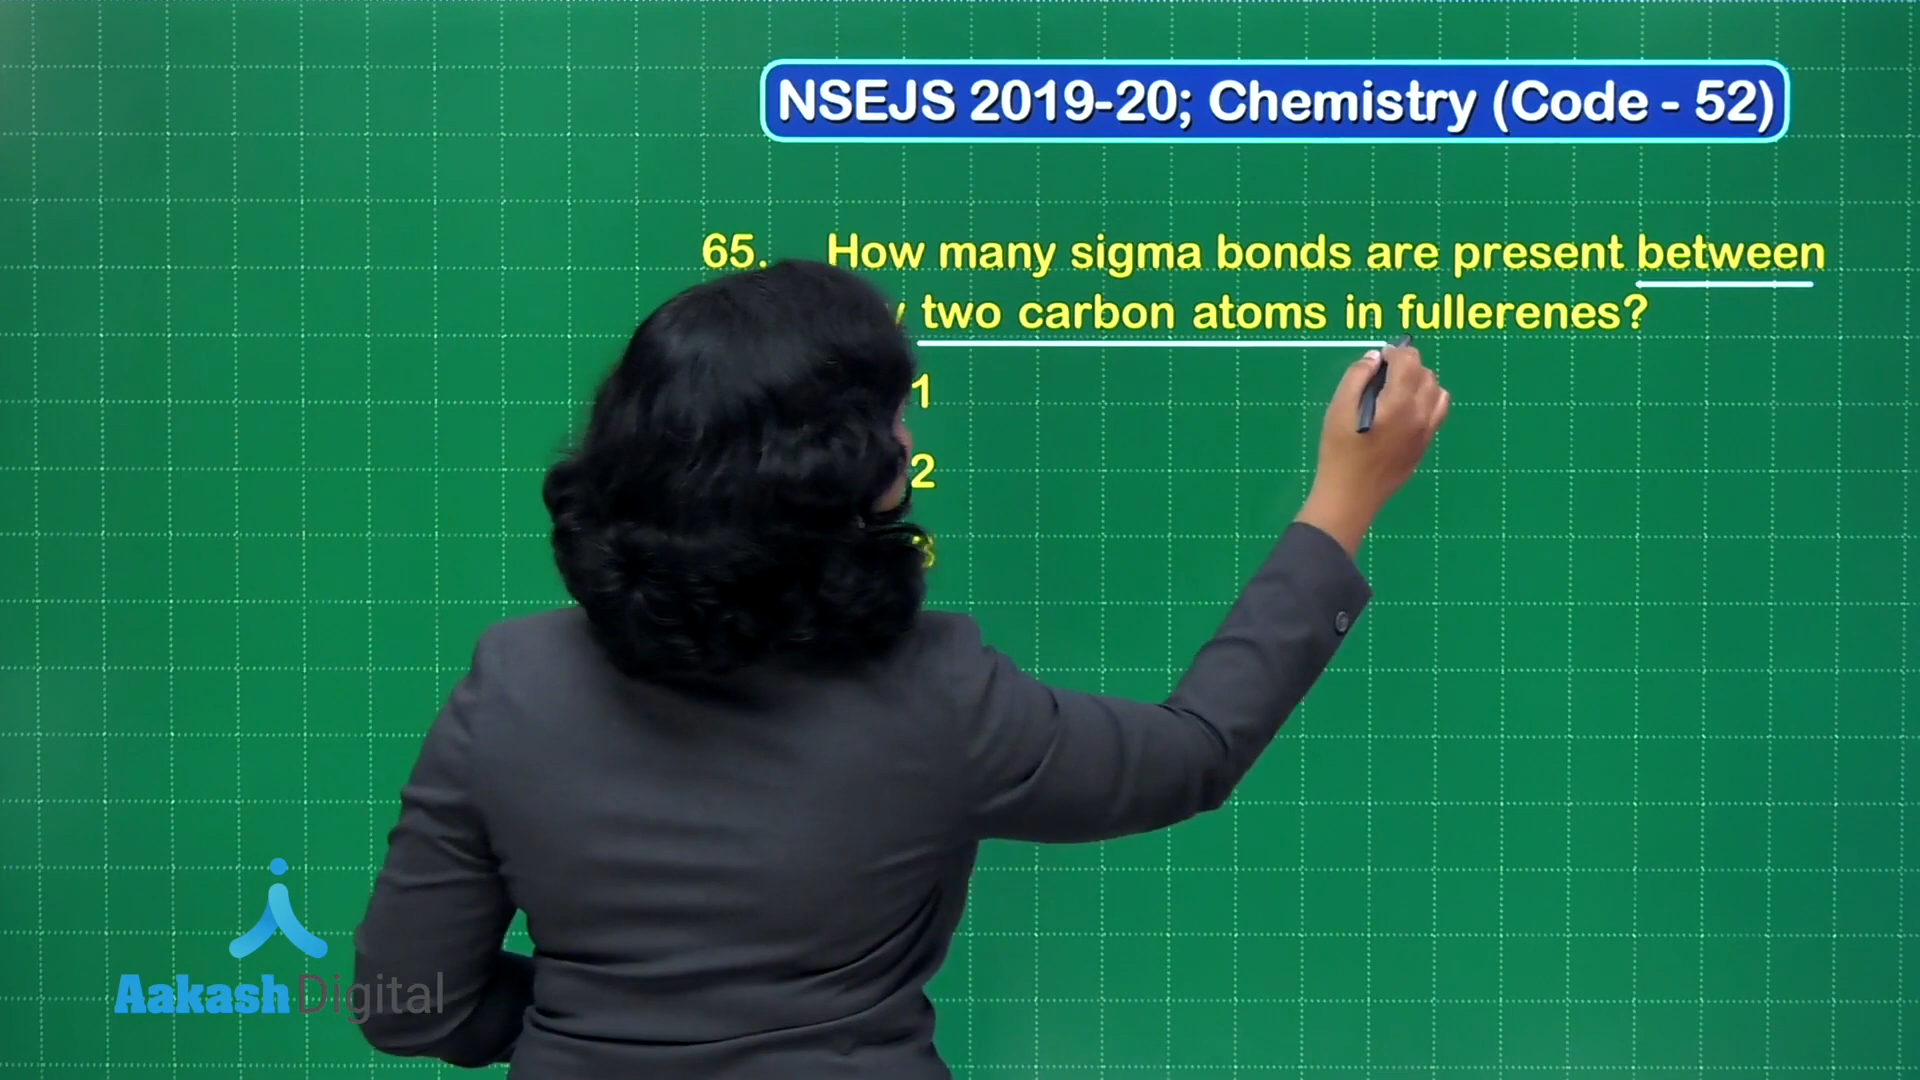 NSEJS 2019-20; Chemistry (Code - 52)
65. How many sigma bonds are present between
two carbon atoms in fullerenes?
1
2
3
Aakash Digital